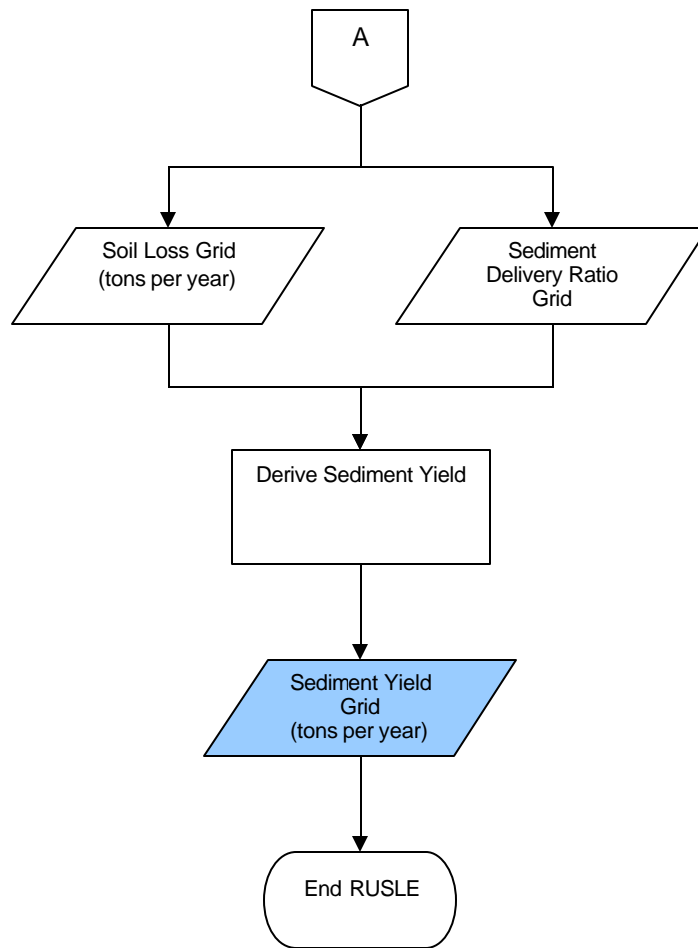 A
Soil Loss Grid
(tons per year)
Sediment
Delivery Ratio
Grid
Derive Sediment Yield
Sediment Yield
Grid
(tons per year)
End RUSLE